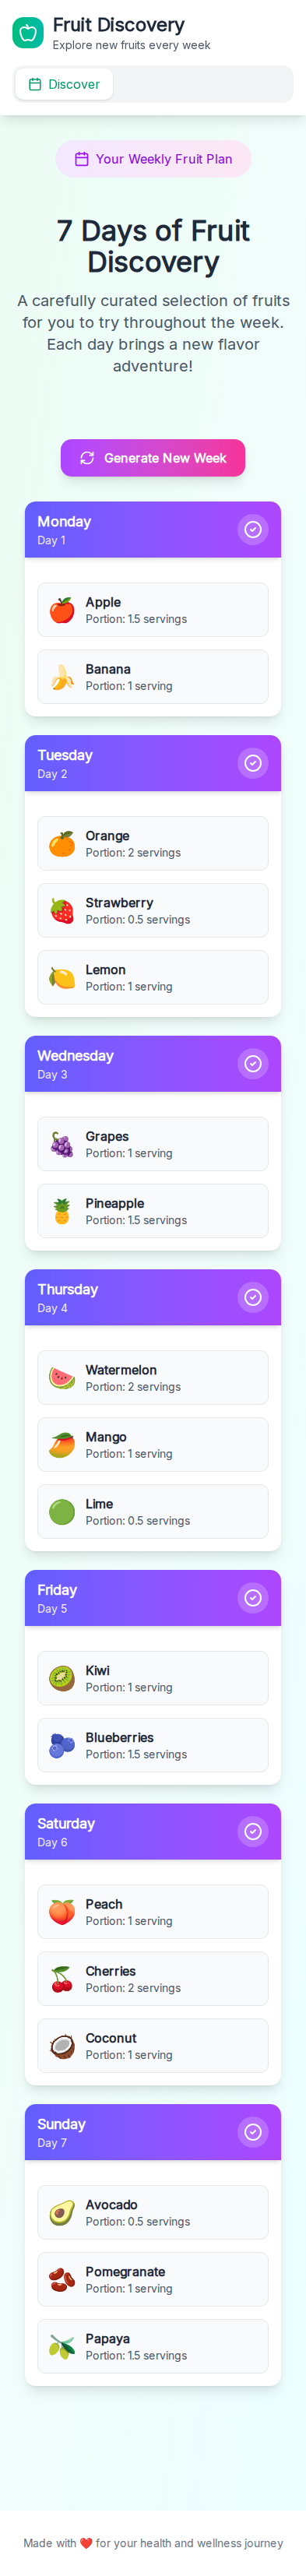 Fruit Discovery
Explore new fruits every week
Discover
Your Weekly Fruit Plan
7 Days of Fruit
Discovery
A carefully curated selection of fruits
for you to try throughout the week.
Each day brings a new flavor
adventure!
Generate New Week
Monday
Day 1
Apple
Portion: 1.5 servings
Banana
Portion: 1 serving
Tuesday
Day 2
Orange
Portion: 2 servings
Strawberry
Portion: 0.5 servings
Lemon
Portion: 1 serving
Wednesday
Day 3
Grapes
Portion: 1 serving
Pineapple
Portion: 1.5 servings
Thursday
Day 4
Watermelon
Portion: 2 servings
Mango
Portion: 1 serving
Lime
Portion: 0.5 servings
Friday
Day 5
Kiwi
Portion: 1 serving
Blueberries
Portion: 1.5 servings
Saturday
Day 6
Peach
Portion: 1 serving
Cherries
Portion: 2 servings
Coconut
Portion: 1 serving
Sunday
Day 7
Avocado
Portion: 0.5 servings
Pomegranate
Portion: 1 serving
Papaya
Portion: 1.5 servings
Made with ❤️ for your health and wellness journey